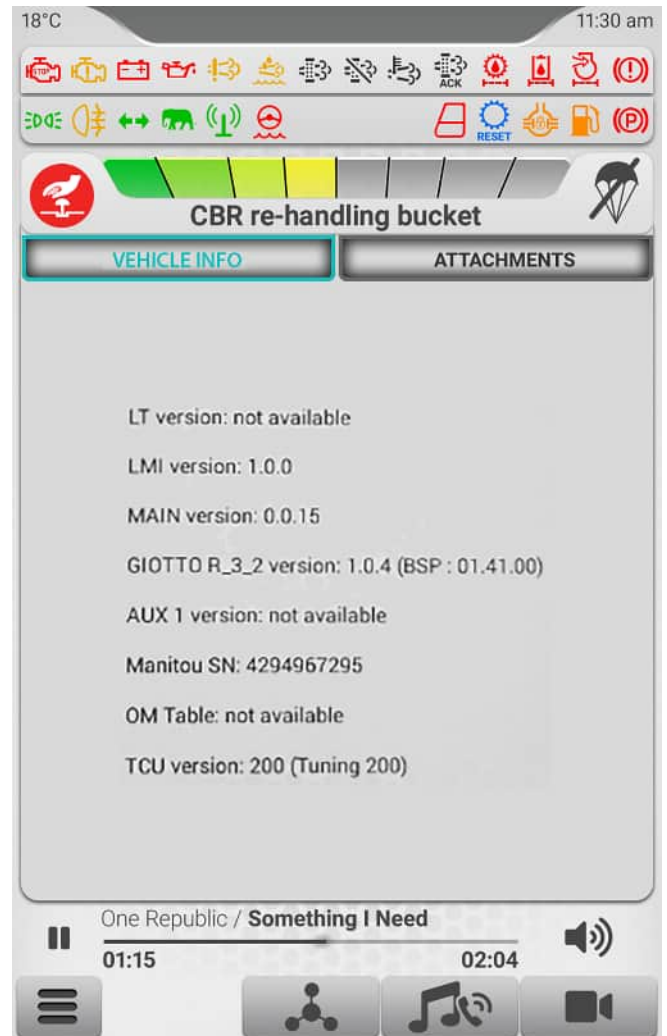 18°C 11:30 am
STOP
ACK
RESET
P
CBR re-handling bucket
VEHICLE INFO ATTACHMENTS
LT version: not available
LMI version: 1.0.0
MAIN version: 0.0.15
GIOTTO R_3_2 version: 1.0.4 (BSP : 01.41.00)
AUX 1 version: not available
Manitou SN: 4294967295
OM Table: not available
TCU version: 200 (Tuning 200)
One Republic / Something I Need
01:15 02:04